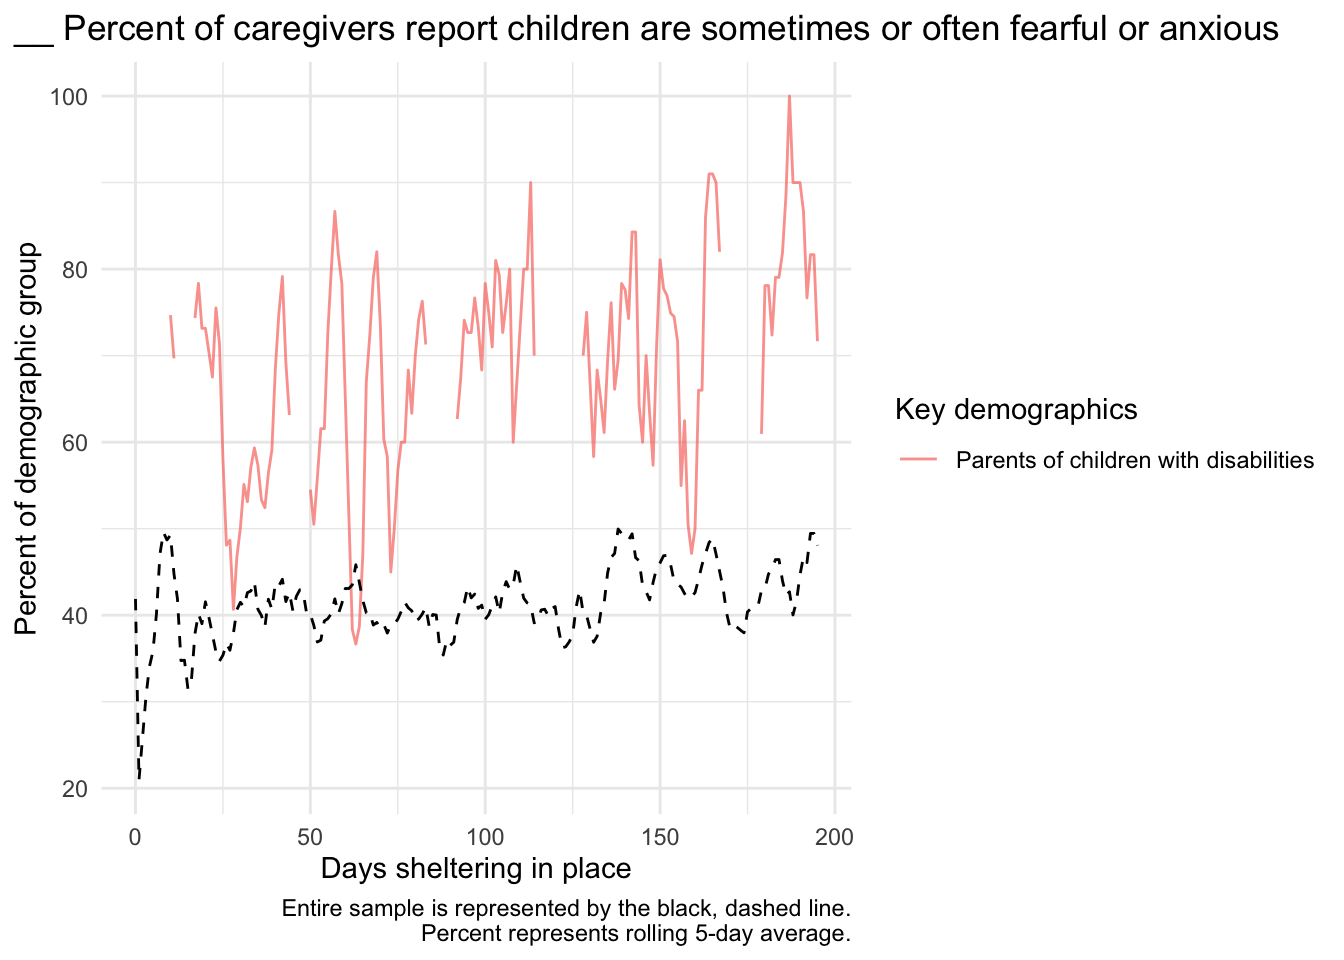 __ Percent of caregivers report children are sometimes or often fearful or anxious
100
80
60
40
20
Percent of demographic group
0 50 100 150 200
Days sheltering in place
Key demographics
Parents of children with disabilities
Entire sample is represented by the black, dashed line.
Percent represents rolling 5-day average.